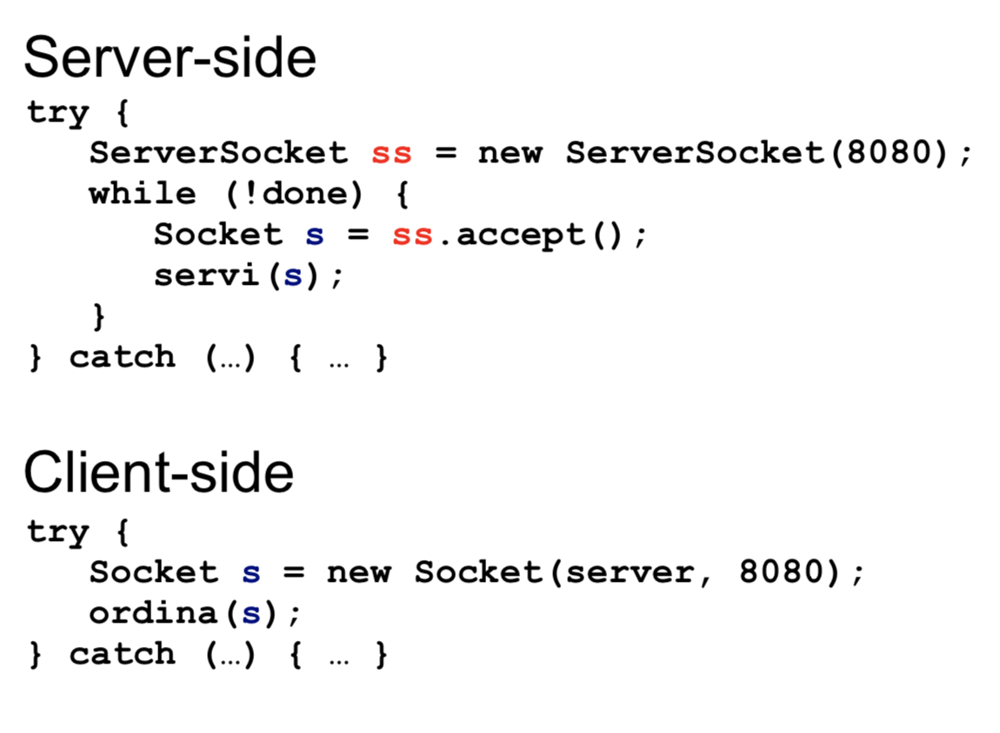 Server-side
try {
ServerSocket ss = new ServerSocket(8080);
while (!done) {
Socket s = ss.accept();
servi(s);
}
} catch (…) { … }
Client-side
try {
Socket s = new Socket(server, 8080);
ordina(s);
} catch (…) { … }